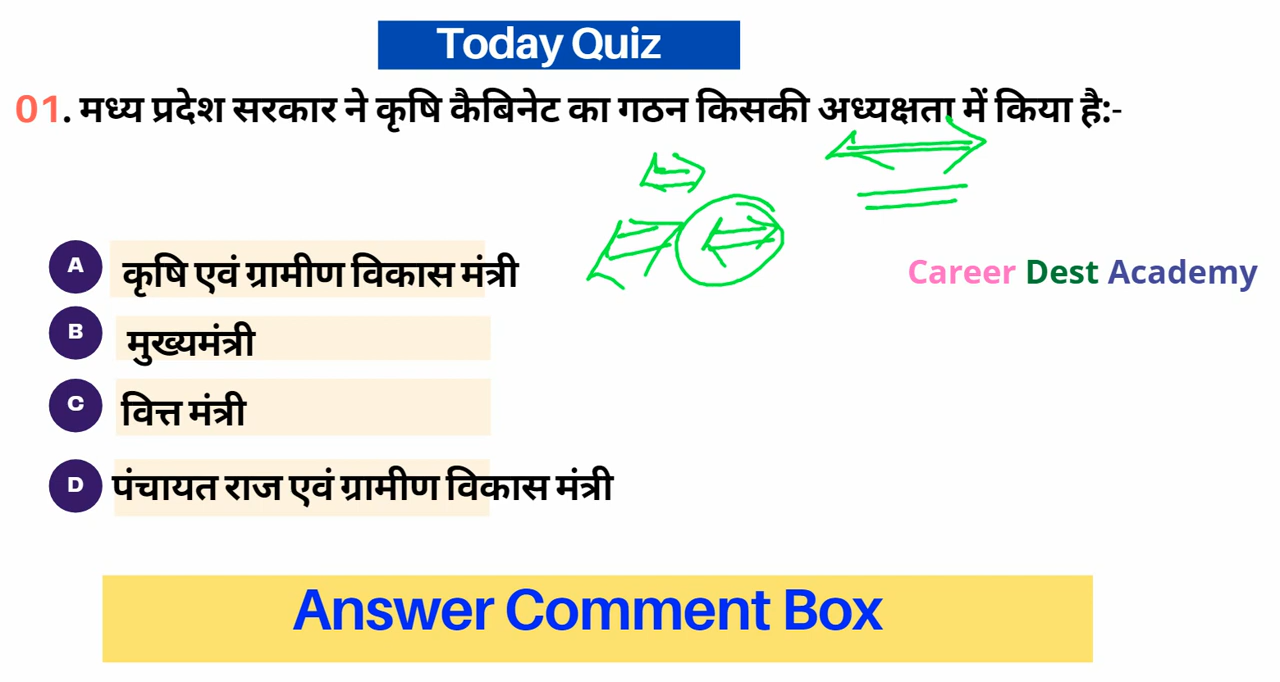 Today Quiz
01. मध्य प्रदेश सरकार ने कृषि कैबिनेट का गठन किसकी अध्यक्षता में किया है:-
A कृषि एवं ग्रामीण विकास मंत्री
Career Dest Academy
B मुख्यमंत्री
C वित्त मंत्री
D पंचायत राज एवं ग्रामीण विकास मंत्री
Answer Comment Box